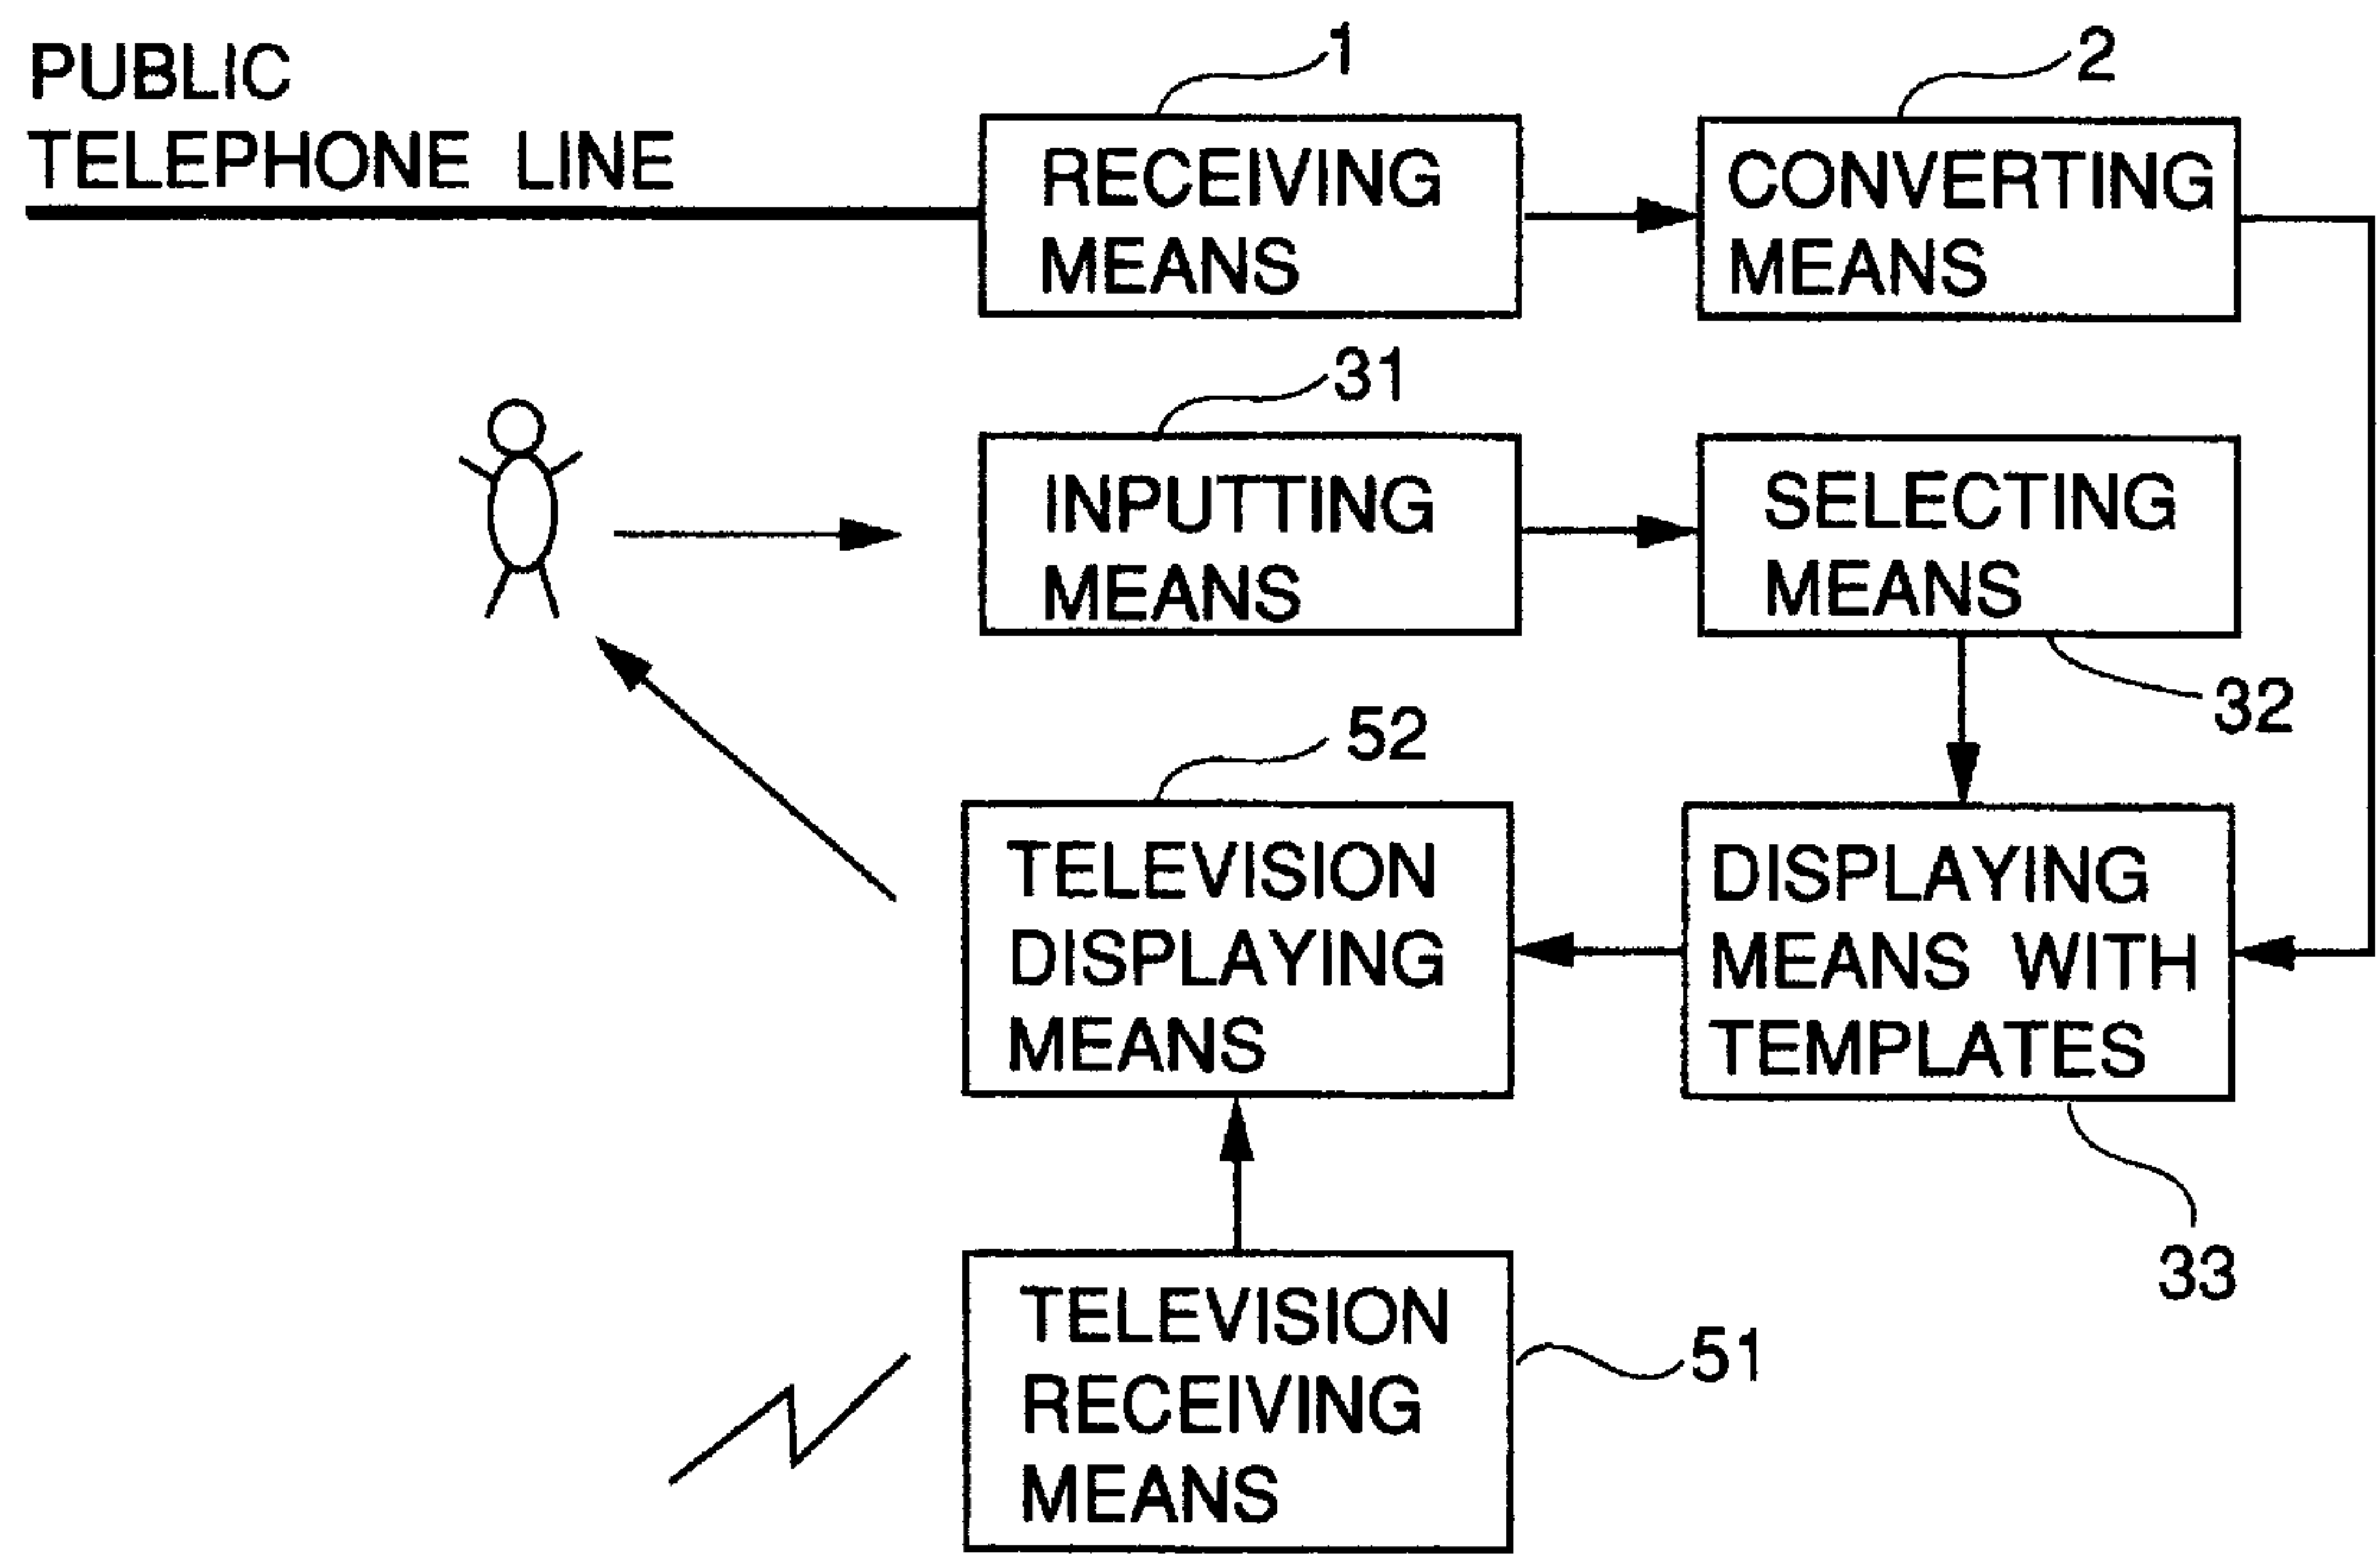 PUBLIC
TELEPHONE LINE
1
RECEIVING
MEANS
2
CONVERTING
MEANS
31
INPUTTING
MEANS
SELECTING
MEANS
32
52
TELEVISION
DISPLAYING
MEANS
DISPLAYING
MEANS WITH
TEMPLATES
33
TELEVISION
RECEIVING
MEANS
51